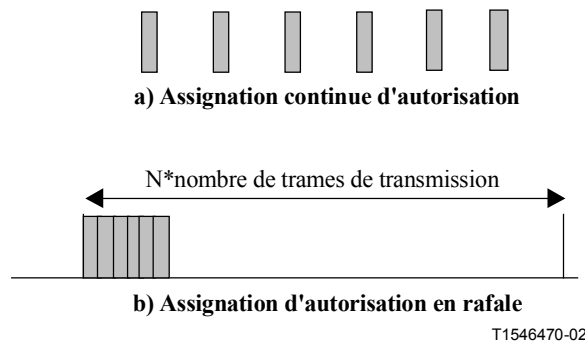 a) Assignation continue d'autorisation
N*nombre de trames de transmission
b) Assignation d'autorisation en rafale
T1546470-02